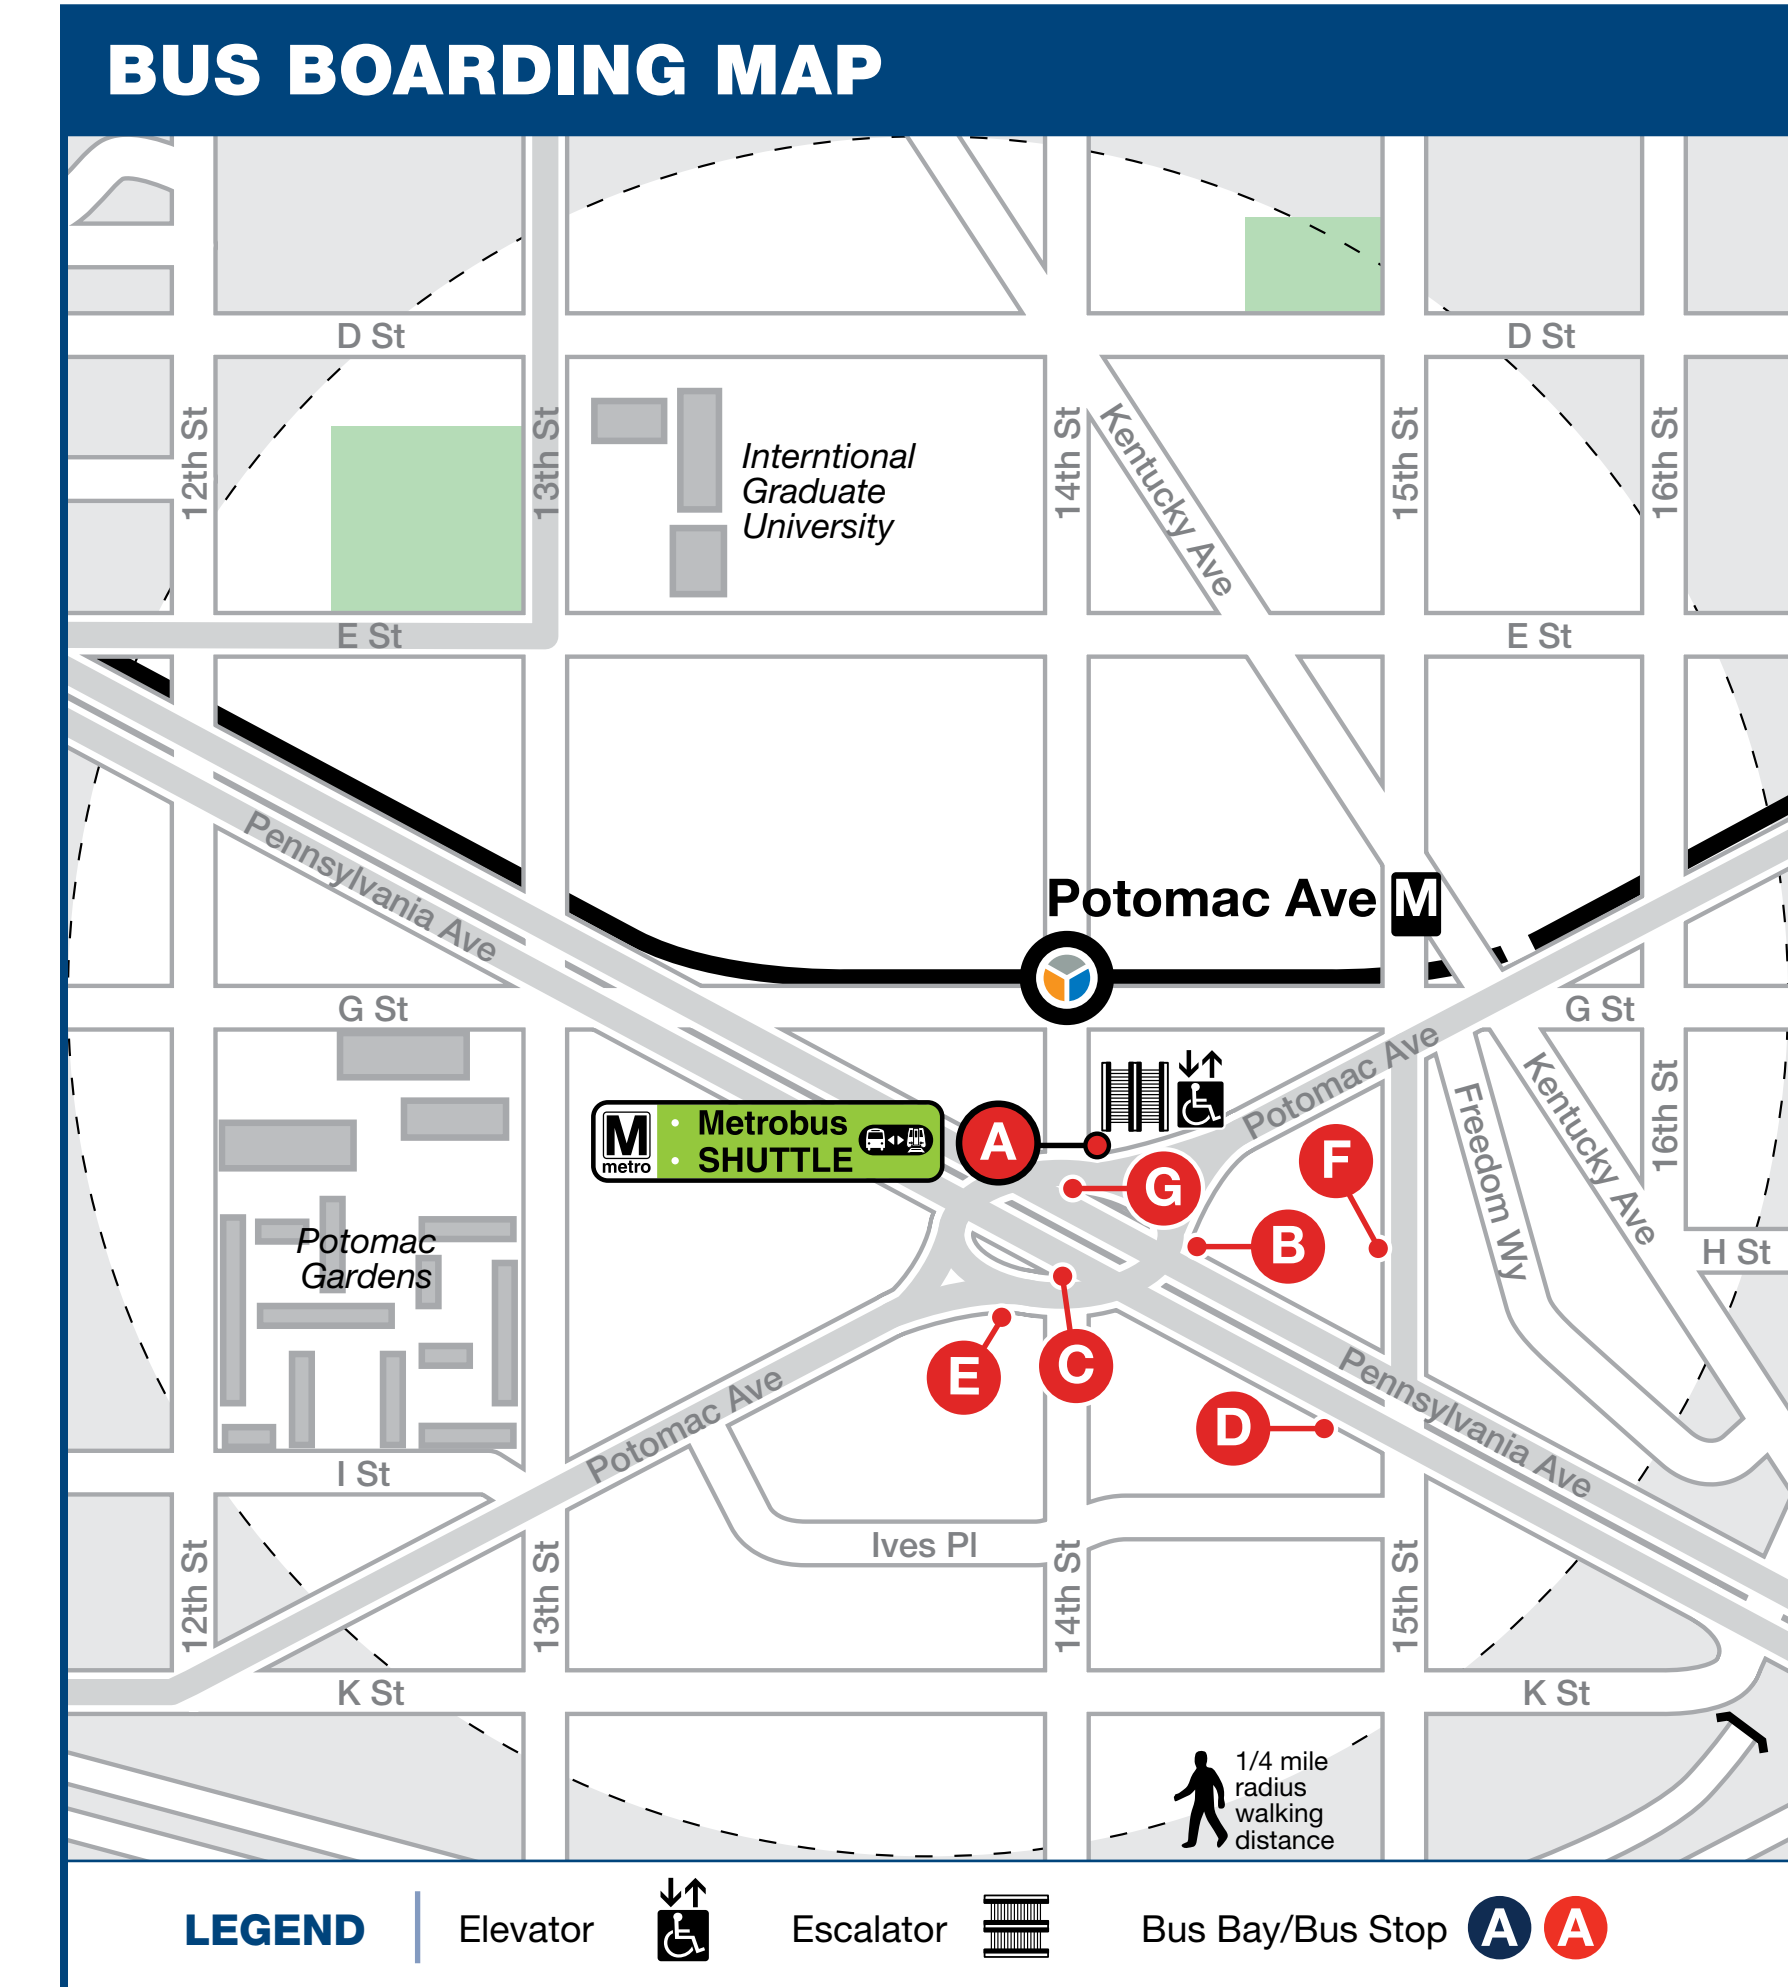 BUS BOARDING MAP
D St
D St
12th St
13th St
14th St
15th St
16th St
Kentucky Ave
Interntional
Graduate
University
E St
E St
Pennsylvania Ave
Potomac Ave M
G St
G St
Potomac Ave
Freedom Wy
Kentucky Ave
16th St
M
metro
· Metrobus
· SHUTTLE
A
G
F
B
H St
Potomac
Gardens
E
C
D
Pennsylvania Ave
Potomac Ave
I St
Ives Pl
12th St
13th St
14th St
15th St
K St
K St
1/4 mile
radius
walking
distance
LEGEND
Elevator
Escalator
Bus Bay/Bus Stop A A